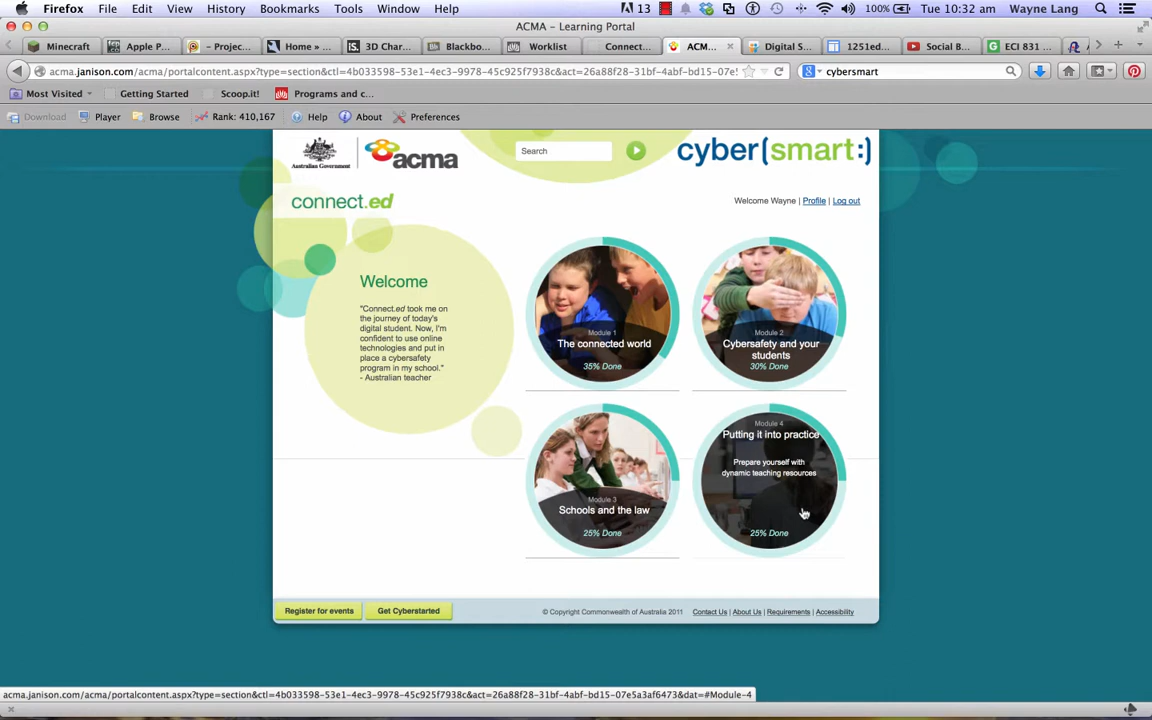 Firefox File Edit View History Bookmarks Tools Window Help 13 100% Tue 10:32 am Wayne Lang
ACMA - Learning Portal
Minecraft Apple P... - Projec... Home » ... 3D Char... Blackbo... Worklist Connect... ACM... Digital S... 1251ed... Social B... ECI 831 ...
acma.janison.com/acma/portalcontent.aspx?type=section&ctl=4b033598-53e1-4ec3-9978-45c925f7938c&act=26a88f28-31bf-4abf-bd15-07e! cybersmart
Most Visited Getting Started Scoop.it! Programs and c...
Download Player Browse Rank: 410,167 Help About Preferences
Australian Government acma Search cyber(smart:)
connect.ed
Welcome Wayne | Profile | Log out
Welcome
"Connect.ed took me on
the journey of today's
digital student. Now, I'm
confident to use online
technologies and put in
place a cybersafety
program in my school."
- Australian teacher
Module 1
The connected world
35% Done
Module 2
Cybersafety and your
students
30% Done
Module 3
Schools and the law
25% Done
Module 4
Putting it into practice
Prepare yourself with
dynamic teaching resources
25% Done
Register for events Get Cyberstarted © Copyright Commonwealth of Australia 2011 Contact Us | About Us | Requirements | Accessibility
acma.janison.com/acma/portalcontent.aspx?type=section&ctl=4b033598-53e1-4ec3-9978-45c925f7938c&act=26a88f28-31bf-4abf-bd15-07e5a3af6473&dat=#Module-4